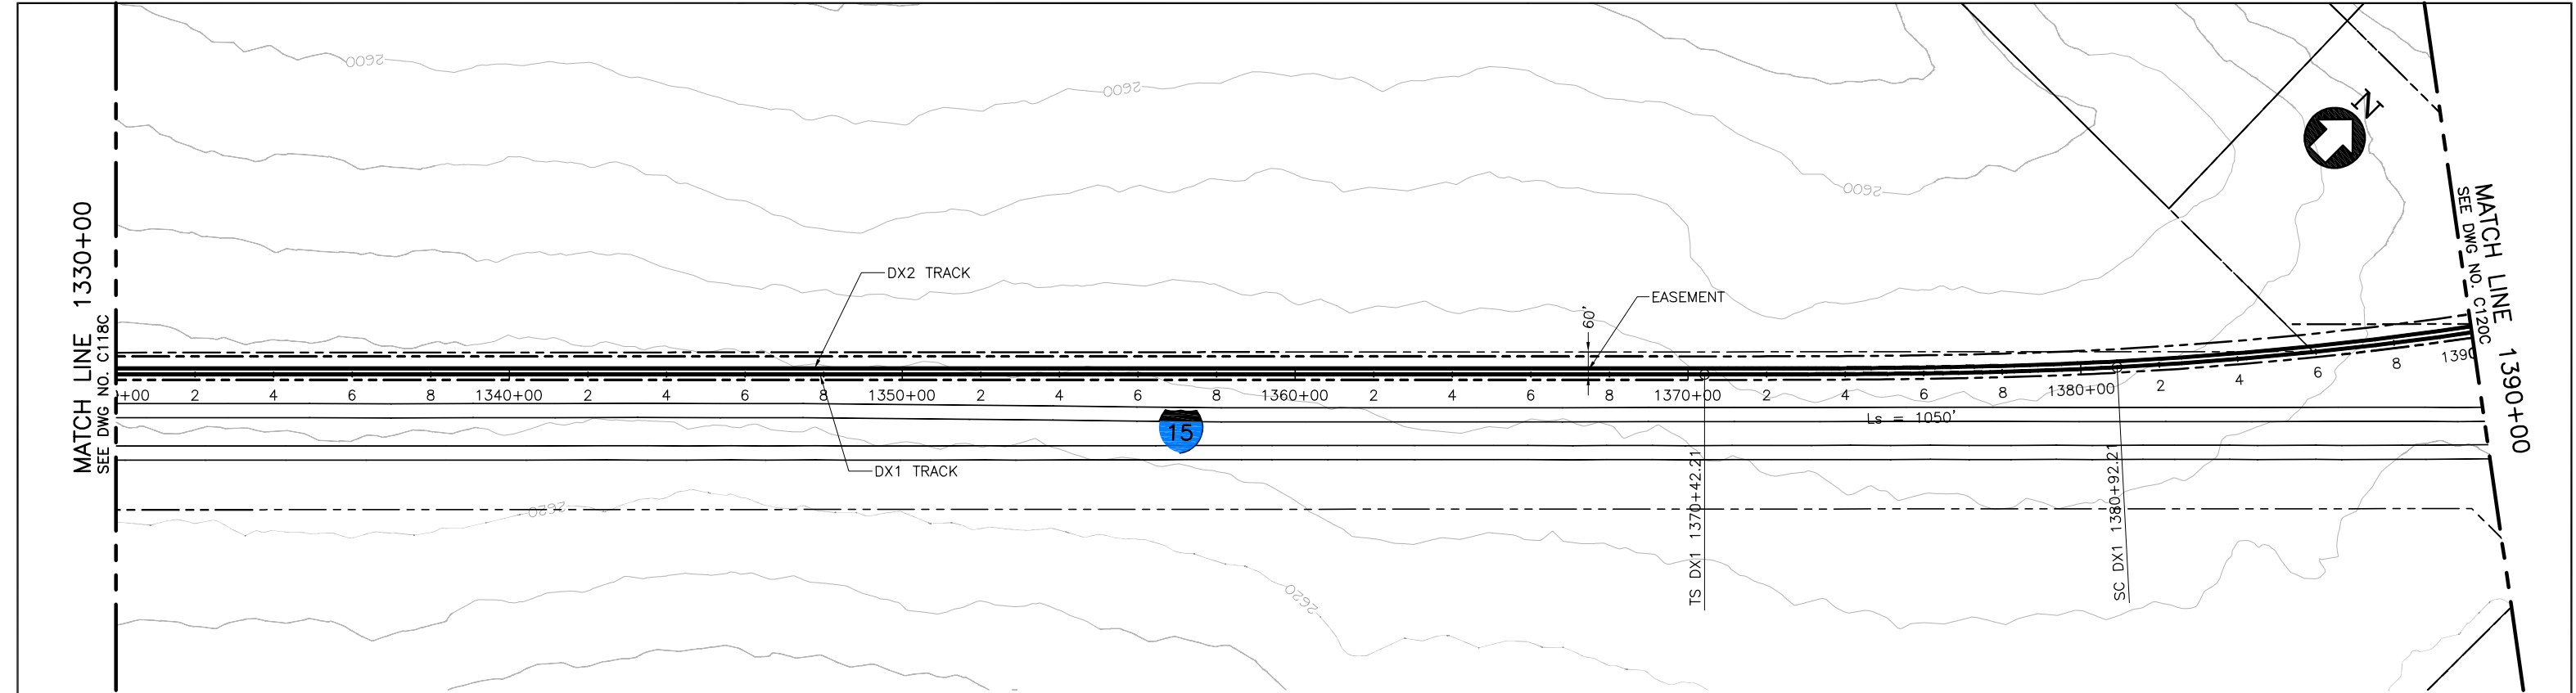 2600
2600
2600
N
MATCH LINE 1330+00
SEE DWG NO. C118C
DX2 TRACK
EASEMENT
60'
MATCH LINE 1390+00
SEE DWG NO. C120C
+00 2 4 6 8 1340+00 2 4 6 8 1350+00 2 4 6 8 1360+00 2 4 6 8 1370+00 2 4 6 8 1380+00 2 4 6 8 1390
Ls = 1050'
15
DX1 TRACK
TS DX1 1370+42.21
SC DX1 1380+92.21
2620
2620